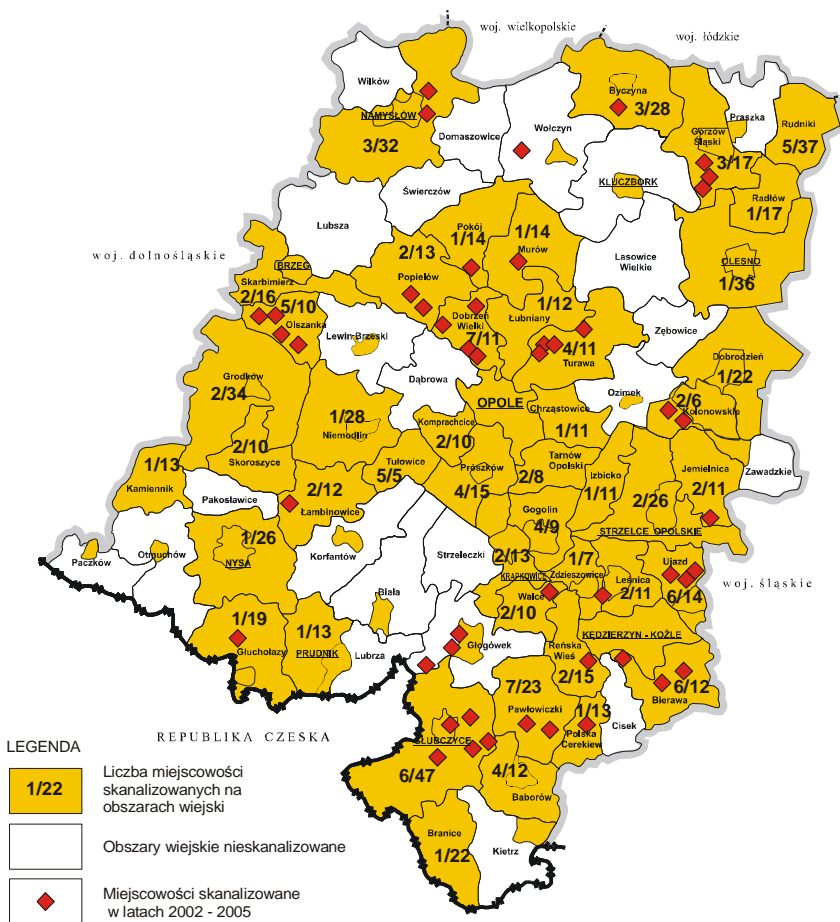 woj. wielkopolskie
woj. łódzkie
Wilków
NAMYSŁÓW
3/32
Domaszowice
Wołczyn
Byczyna
3/28
Gorzów
Śląski
3/17
Praszka
Rudniki
5/37
KLUCZBORK
Radłów
1/17
Świerczów
Lubsza
Pokój
1/14
1/14
Murów
Lasowice
Wielkie
OLESNO
1/36
woj. dolnośląskie
BRZEG
Skarbimierz
2/16
5/10
Olszanka
2/13
Popielów
Dobrzeń
Wielki
7/11
1/12
Łubniany
4/11
Turawa
Zębowice
Lewin Brzeski
Dąbrowa
Dobrodzień
1/22
Grodków
2/34
OPOLE
Ozimek
2/6
Kolonowskie
1/28
Niemodlin
Komprachcice
2/10
Chrząstowice
1/11
2/10
Skoroszyce
Tułowice
5/5
Prószków
4/15
Tarnów
Opolski
2/8
Izbicko
1/11
2/26
Jemielnica
2/11
Zawadzkie
1/13
Kamiennik
Pakosławice
2/12
Łambinowice
Gogolin
4/9
STRZELCE OPOLSKIE
Paczków
Otmuchów
1/26
NYSA
Korfantów
Strzeleczki
2/13
KRAPKOWICE
1/7
Zdzieszowice
Leśnica
2/11
Ujazd
6/14
woj. śląskie
Biała
Walce
2/10
KĘDZIERZYN - KOŹLE
1/19
Głuchołazy
1/13
PRUDNIK
Lubrza
Głogówek
Reńska
Wieś
2/15
6/12
Bierawa
REPUBLIKA CZESKA
7/23
Pawłowiczki
1/13
Polska
Cerekiew
Cisek
GŁUBCZYCE
6/47
4/12
Baborów
Branice
1/22
Kietrz
LEGENDA
1/22
Liczba miejscowości
skanalizowanych na
obszarach wiejski
Obszary wiejskie nieskanalizowane
Miejscowości skanalizowane
w latach 2002 - 2005